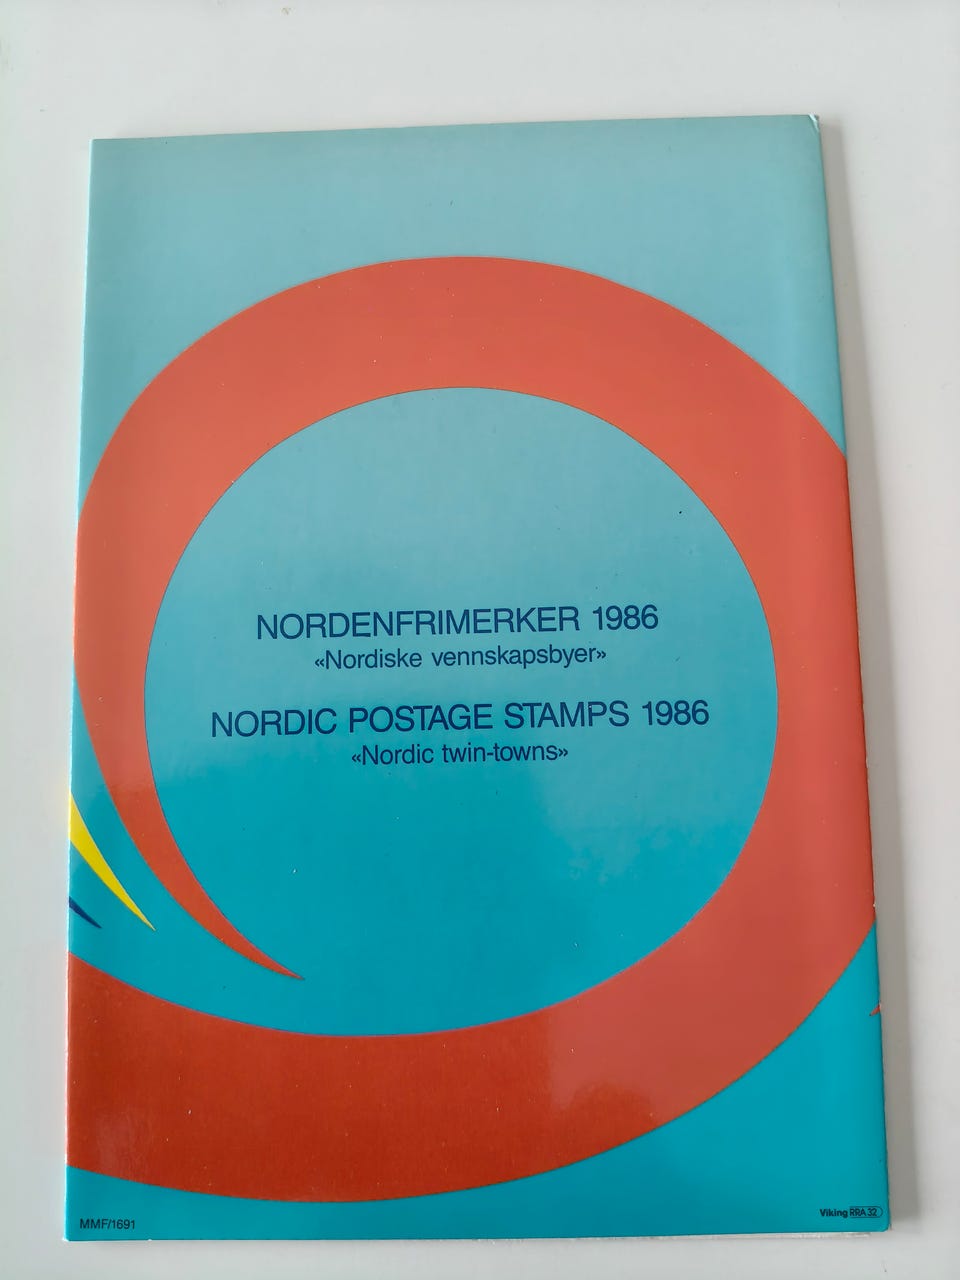 NORDENFRIMERKER 1986
«Nordiske vennskapsbyer»
NORDIC POSTAGE STAMPS 1986
«Nordic twin-towns»
MMF/1691
Viking RRA 32